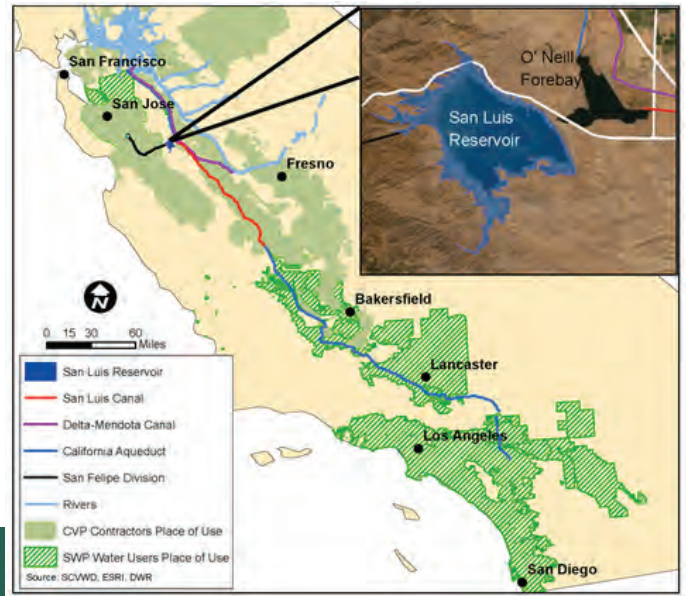 San Francisco
San Jose
Fresno
O' Neill
Forebay
San Luis
Reservoir
Bakersfield
Lancaster
Los Angeles
San Diego
N
0 15 30 60
Miles
San Luis Reservoir
San Luis Canal
Delta-Mendota Canal
California Aqueduct
San Felipe Division
Rivers
CVP Contractors Place of Use
SWP Water Users Place of Use
Source: SCVWD, ESRI, DWR